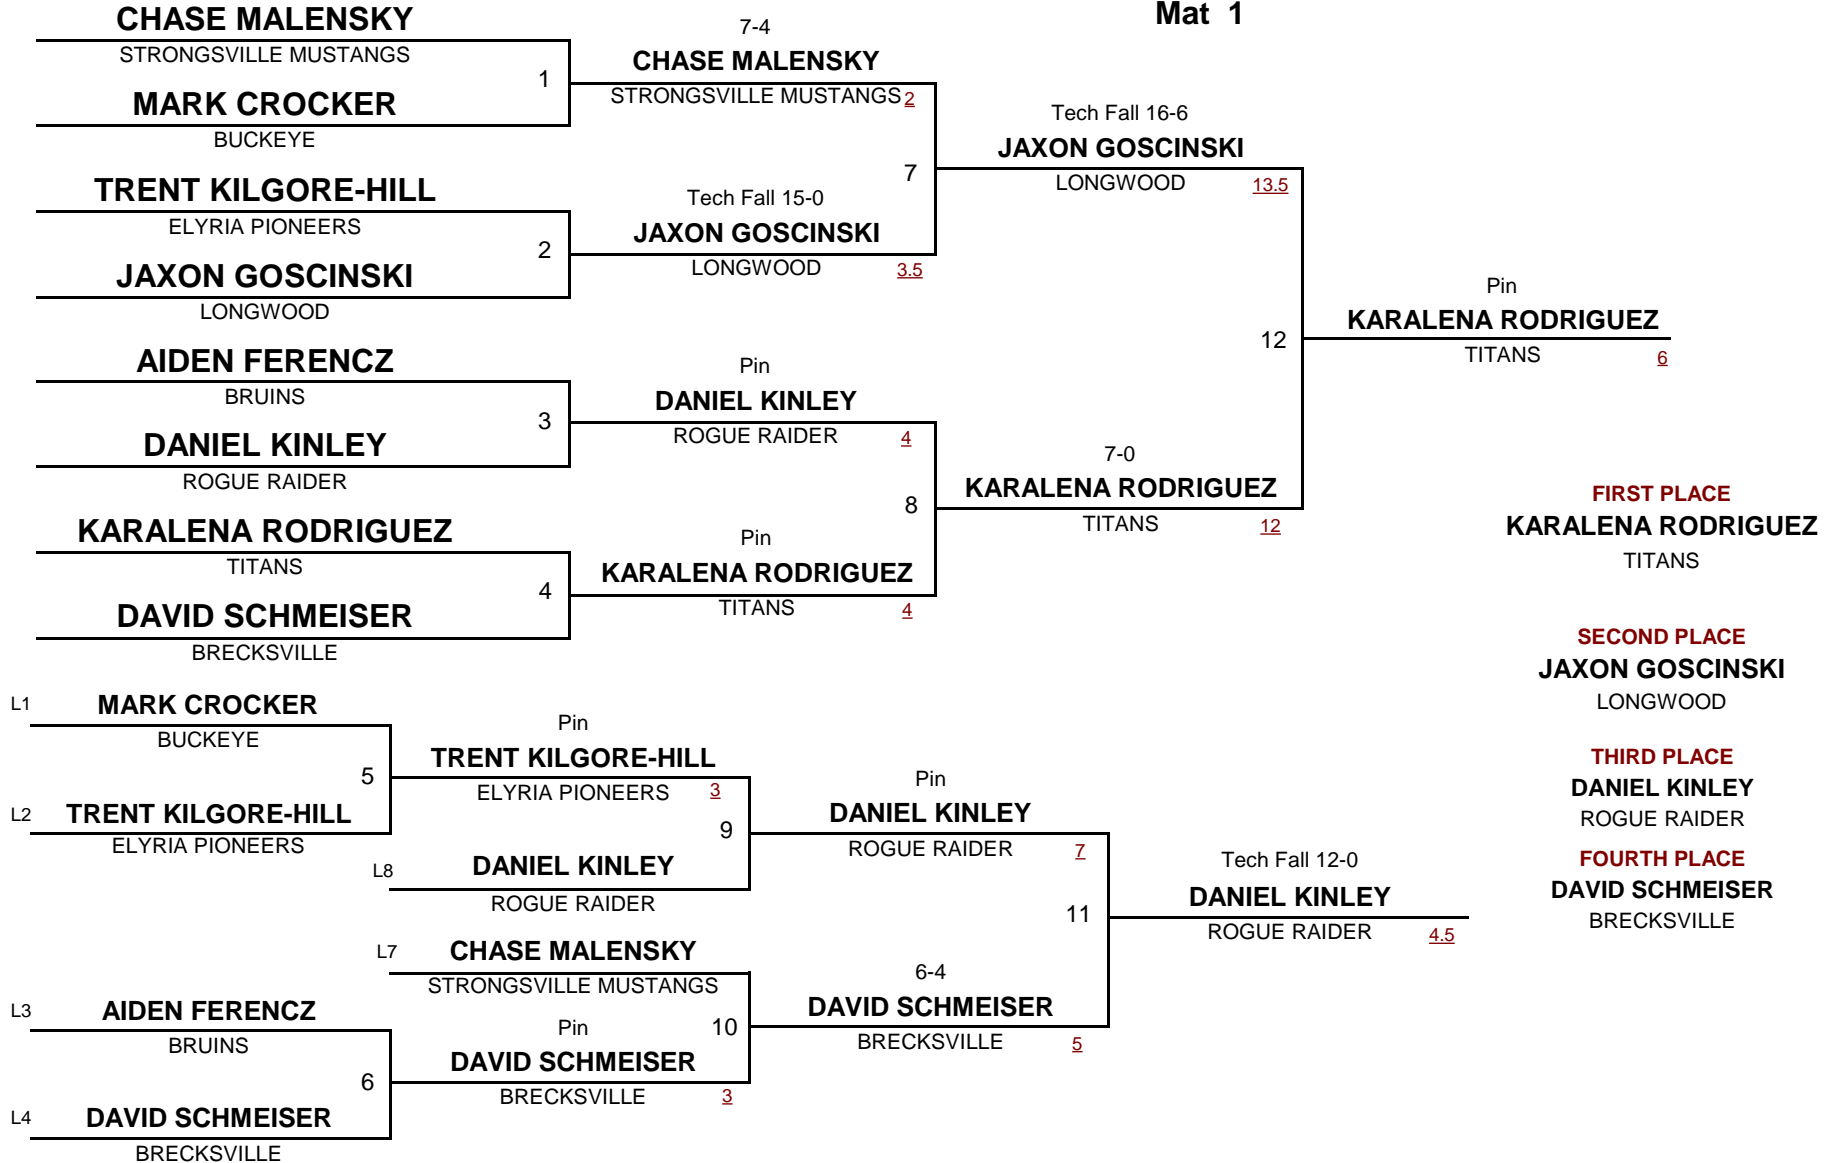 Mat 1
CHASE MALENSKY
STRONGSVILLE MUSTANGS
1
MARK CROCKER
BUCKEYE
TRENT KILGORE-HILL
ELYRIA PIONEERS
2
JAXON GOSCINSKI
LONGWOOD
AIDEN FERENCZ
BRUINS
3
DANIEL KINLEY
ROGUE RAIDER
KARALENA RODRIGUEZ
TITANS
4
DAVID SCHMEISER
BRECKSVILLE
7-4
CHASE MALENSKY
STRONGSVILLE MUSTANGS 2
7
Tech Fall 15-0
JAXON GOSCINSKI
LONGWOOD 3.5
Pin
DANIEL KINLEY
ROGUE RAIDER 4
8
Pin
KARALENA RODRIGUEZ
TITANS 4
Tech Fall 16-6
JAXON GOSCINSKI
LONGWOOD 13.5
12
7-0
KARALENA RODRIGUEZ
TITANS 12
Pin
KARALENA RODRIGUEZ
TITANS 6
L1 MARK CROCKER
BUCKEYE
5
L2 TRENT KILGORE-HILL
ELYRIA PIONEERS
Pin
TRENT KILGORE-HILL
ELYRIA PIONEERS 3
9
L8 DANIEL KINLEY
ROGUE RAIDER
L7 CHASE MALENSKY
STRONGSVILLE MUSTANGS
10
L3 AIDEN FERENCZ
BRUINS
6
L4 DAVID SCHMEISER
BRECKSVILLE
Pin
DAVID SCHMEISER
BRECKSVILLE 3
Pin
DANIEL KINLEY
ROGUE RAIDER 7
11
6-4
DAVID SCHMEISER
BRECKSVILLE 5
Tech Fall 12-0
DANIEL KINLEY
ROGUE RAIDER 4.5
FIRST PLACE
KARALENA RODRIGUEZ
TITANS
SECOND PLACE
JAXON GOSCINSKI
LONGWOOD
THIRD PLACE
DANIEL KINLEY
ROGUE RAIDER
FOURTH PLACE
DAVID SCHMEISER
BRECKSVILLE